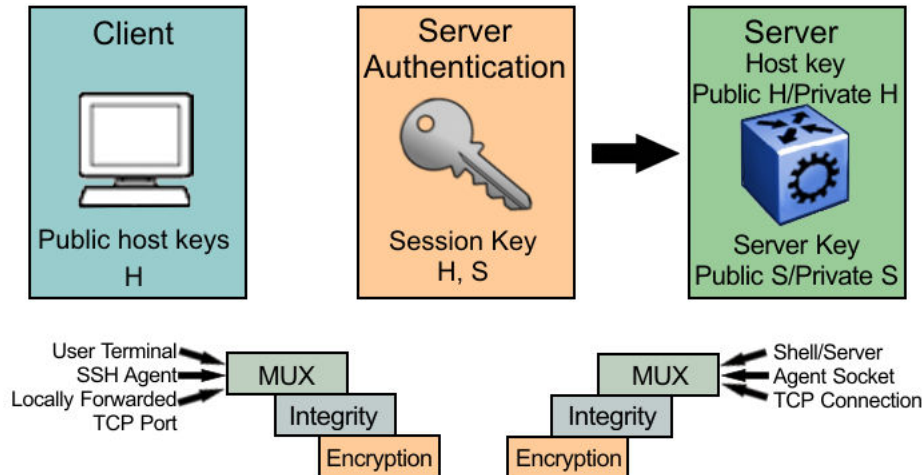 Client
Public host keys
H
Server
Authentication
Session Key
H, S
Server
Host key
Public H/Private H
Server Key
Public S/Private S
User Terminal
SSH Agent
Locally Forwarded
TCP Port
MUX
Integrity
Encryption
MUX
Integrity
Encryption
Shell/Server
Agent Socket
TCP Connection